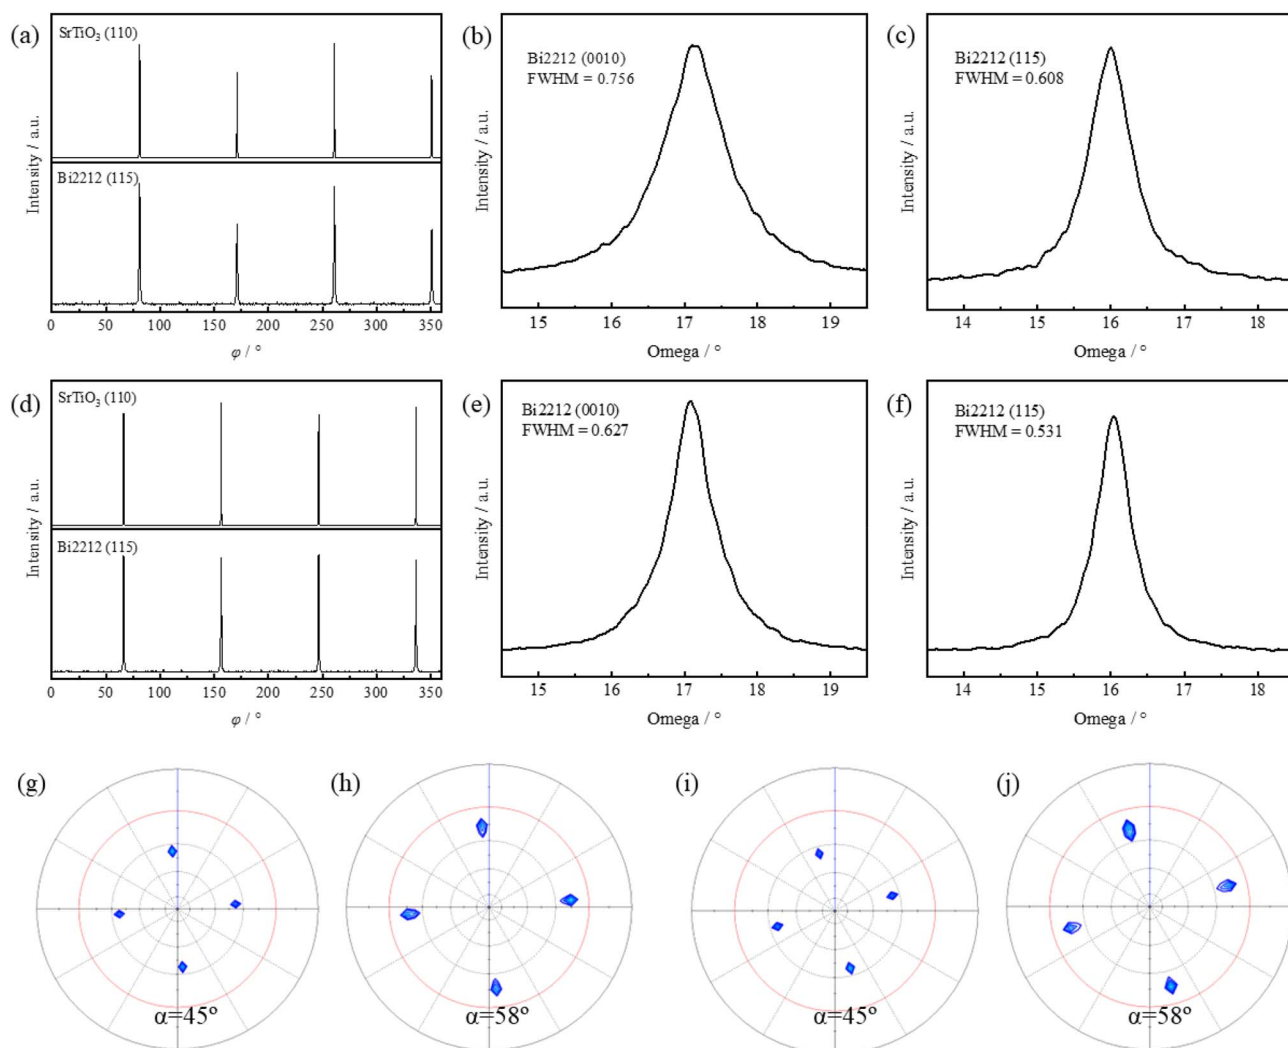 (a)
SrTiO₃ (110)
Bi2212 (115)
Intensity / a.u.
0 50 100 150 200 250 300 350
φ / °
(b)
Bi2212 (0010)
FWHM = 0.756
Intensity / a.u.
15 16 17 18 19
Omega / °
(c)
Bi2212 (115)
FWHM = 0.608
Intensity / a.u.
14 15 16 17 18
Omega / °
(d)
SrTiO₃ (110)
Bi2212 (115)
Intensity / a.u.
0 50 100 150 200 250 300 350
φ / °
(e)
Bi2212 (0010)
FWHM = 0.627
Intensity / a.u.
15 16 17 18 19
Omega / °
(f)
Bi2212 (115)
FWHM = 0.531
Intensity / a.u.
14 15 16 17 18
Omega / °
(g)
α=45°
(h)
α=58°
(i)
α=45°
(j)
α=58°